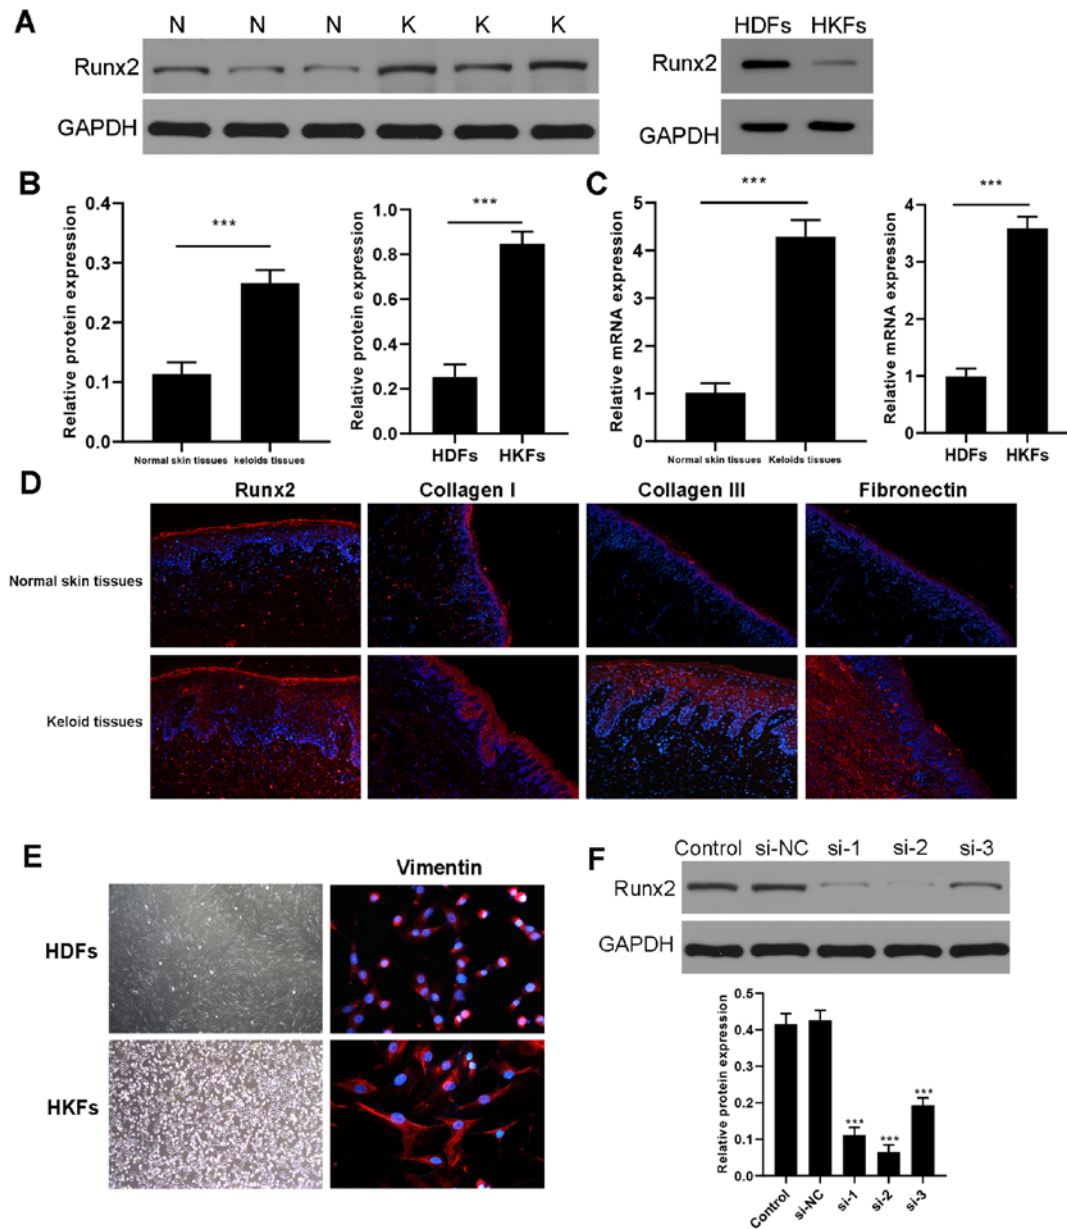 A
N N N K K K
Runx2
GAPDH
HDFs HKFs
Runx2
GAPDH
B
Relative protein expression
0.4
0.3
0.2
0.1
0.0
***
Normal skin tissues keloids tissues
Relative protein expression
1.0
0.8
0.6
0.4
0.2
0.0
***
HDFs HKFs
C
Relative mRNA expression
5
4
3
2
1
0
***
Normal skin tissues Keloids tissues
Relative mRNA expression
4
3
2
1
0
***
HDFs HKFs
D
Runx2 Collagen I Collagen III Fibronectin
Normal skin tissues
Keloid tissues
E
Vimentin
HDFs
HKFs
F
Control si-NC si-1 si-2 si-3
Runx2
GAPDH
Relative protein expression
0.5
0.4
0.3
0.2
0.1
0.0
***
***
***
Control si-NC si-1 si-2 si-3